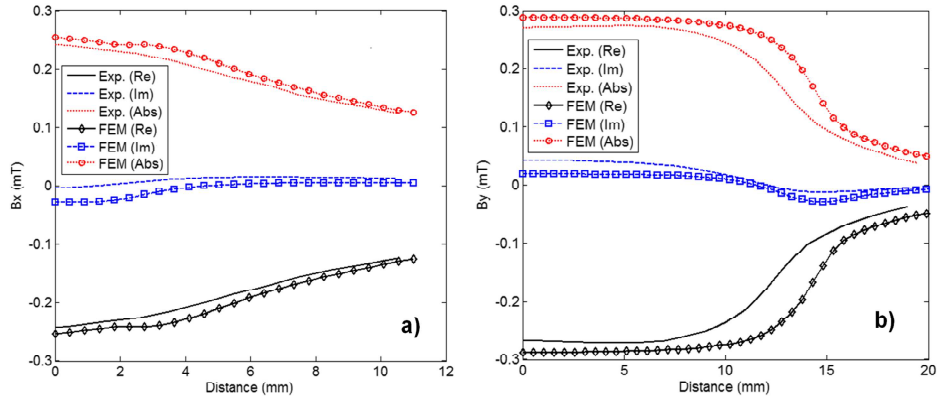 0.3
0.2
0.1
0
-0.1
-0.2
-0.3
Bx (mT)
Exp. (Re)
Exp. (Im)
Exp. (Abs)
FEM (Re)
FEM (Im)
FEM (Abs)
a)
0 2 4 6 8 10 12
Distance (mm)
0.3
0.2
0.1
0
-0.1
-0.2
-0.3
By (mT)
Exp. (Re)
Exp. (Im)
Exp. (Abs)
FEM (Re)
FEM (Im)
FEM (Abs)
b)
0 5 10 15 20
Distance (mm)